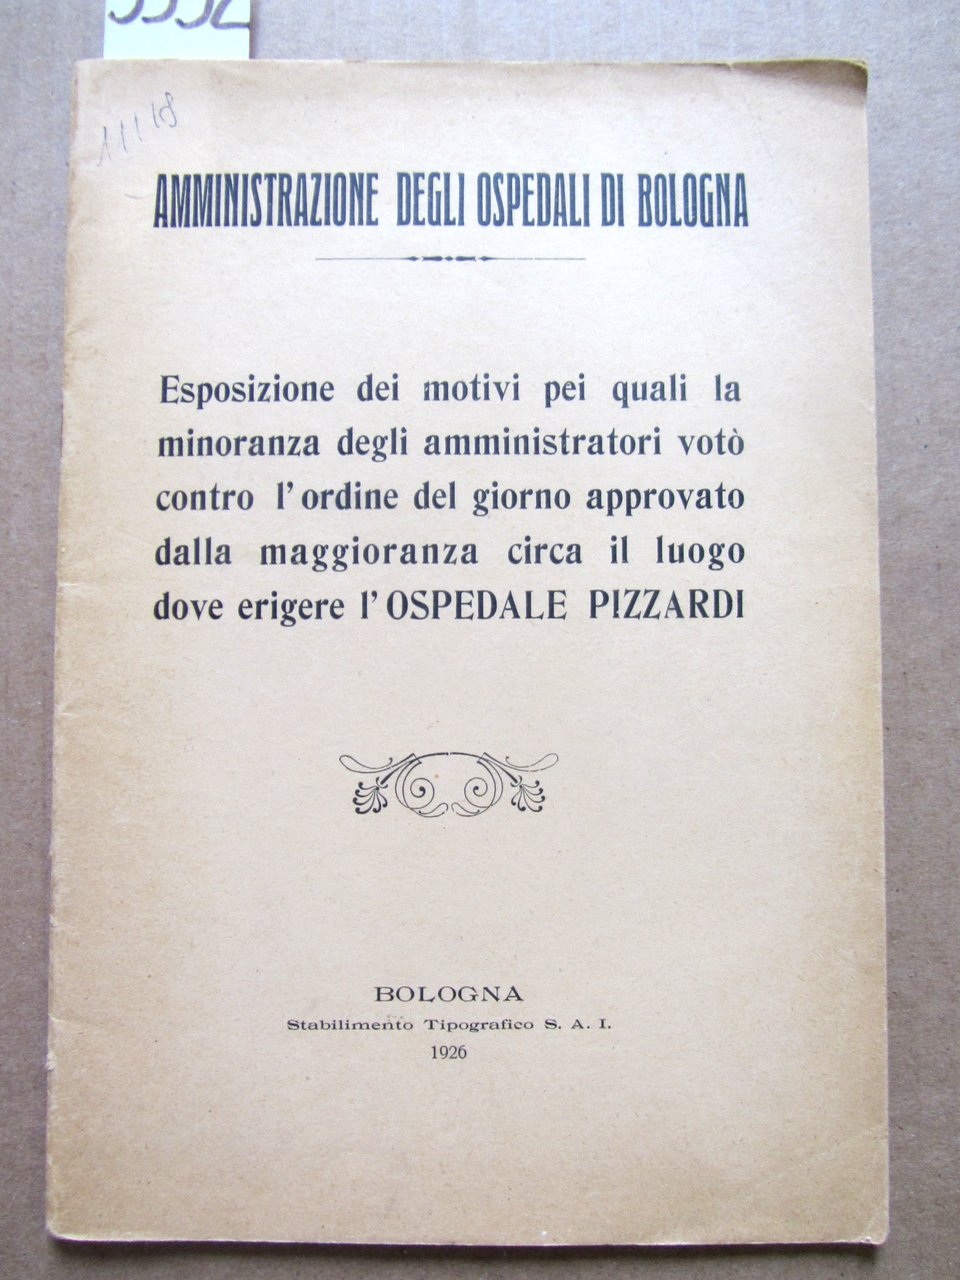 11118
AMMINISTRAZIONE DEGLI OSPEDALI DI BOLOGNA
Esposizione dei motivi pei quali la
minoranza degli amministratori votò
contro l'ordine del giorno approvato
dalla maggioranza circa il luogo
dove erigere l'OSPEDALE PIZZARDI
BOLOGNA
Stabilimento Tipografico S. A. I.
1926